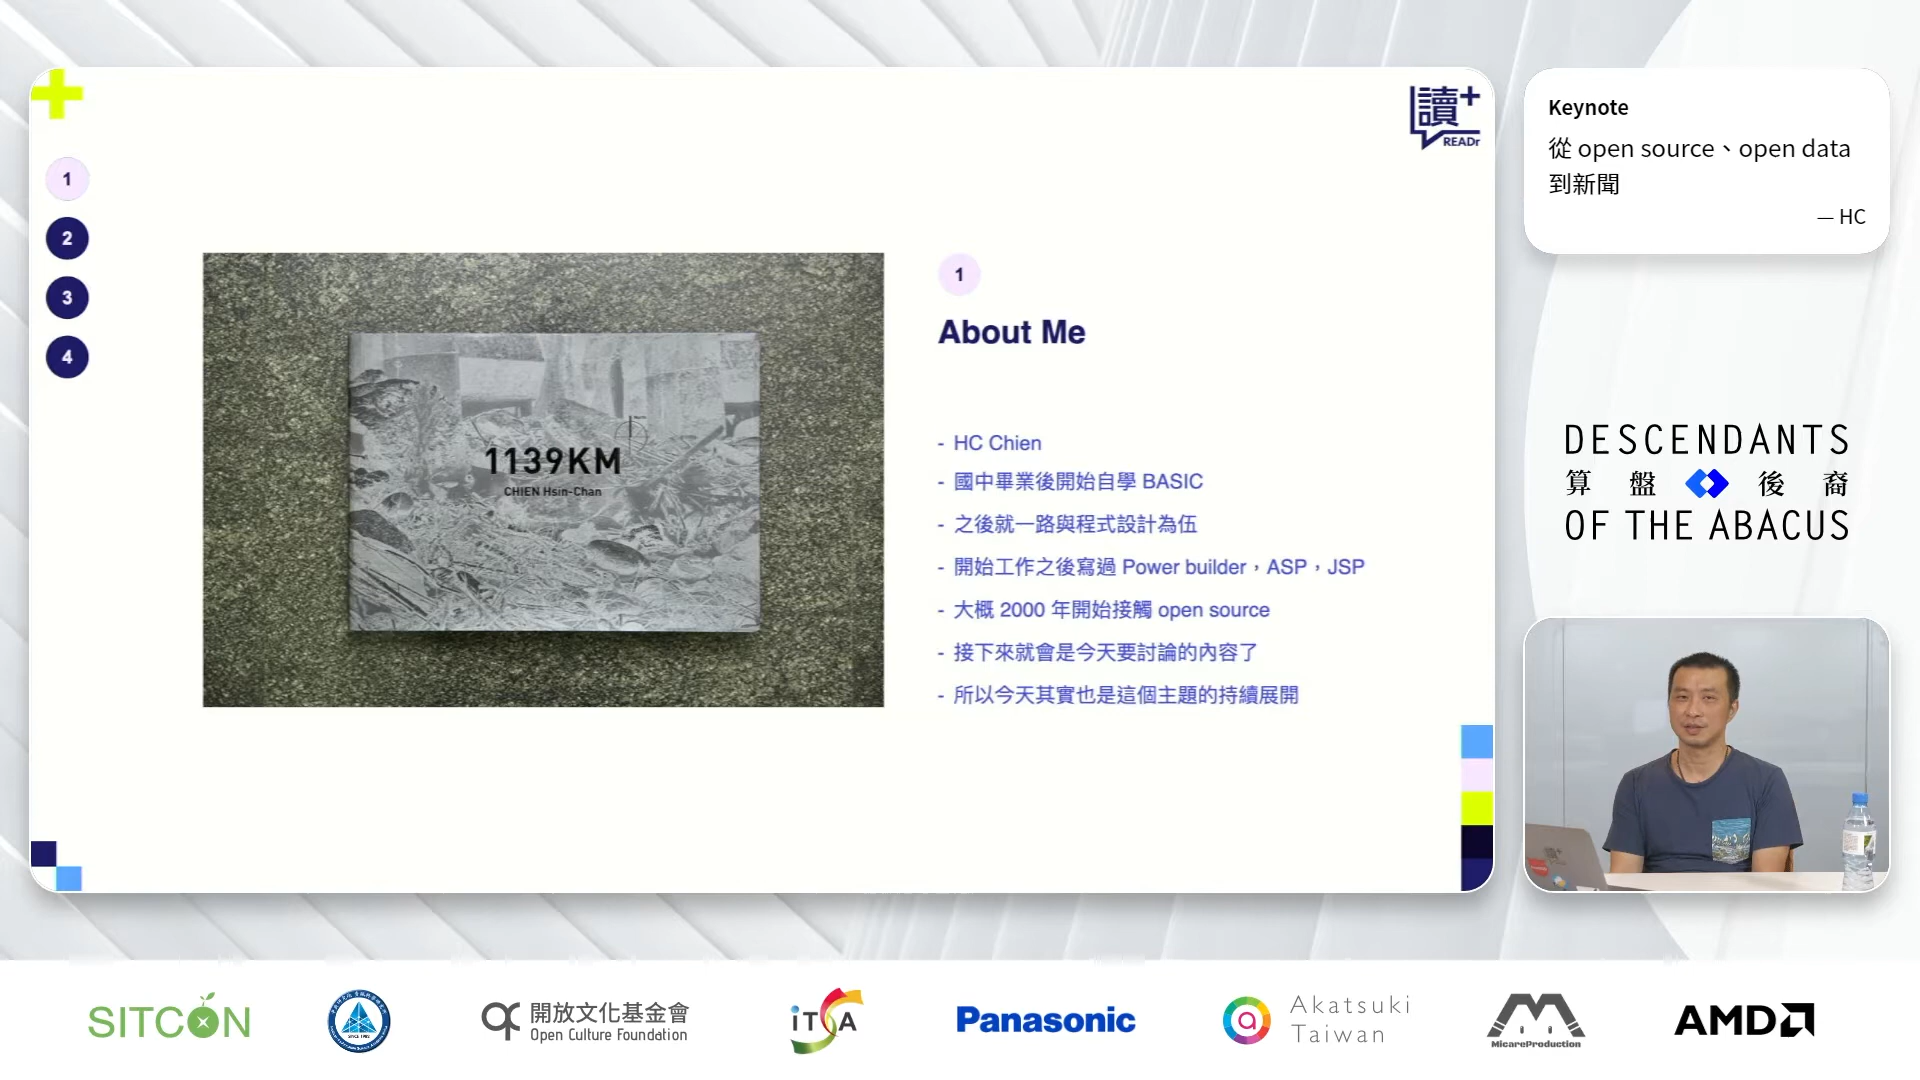 讀+
READr
1
2
3
4
1139KM
CHIEN Hsin-Chan
1
About Me
- HC Chien
- 國中畢業後開始自學 BASIC
- 之後就一路與程式設計為伍
- 開始工作之後寫過 Power builder，ASP，JSP
- 大概 2000 年開始接觸 open source
- 接下來就會是今天要討論的內容了
- 所以今天其實也是這個主題的持續展開
Keynote
從 open source、open data
到新聞
— HC
DESCENDANTS
算盤後裔
OF THE ABACUS
SITCON
開放文化基金會
Open Culture Foundation
iTSA
Panasonic
Akatsuki
Taiwan
MicareProduction
AMD